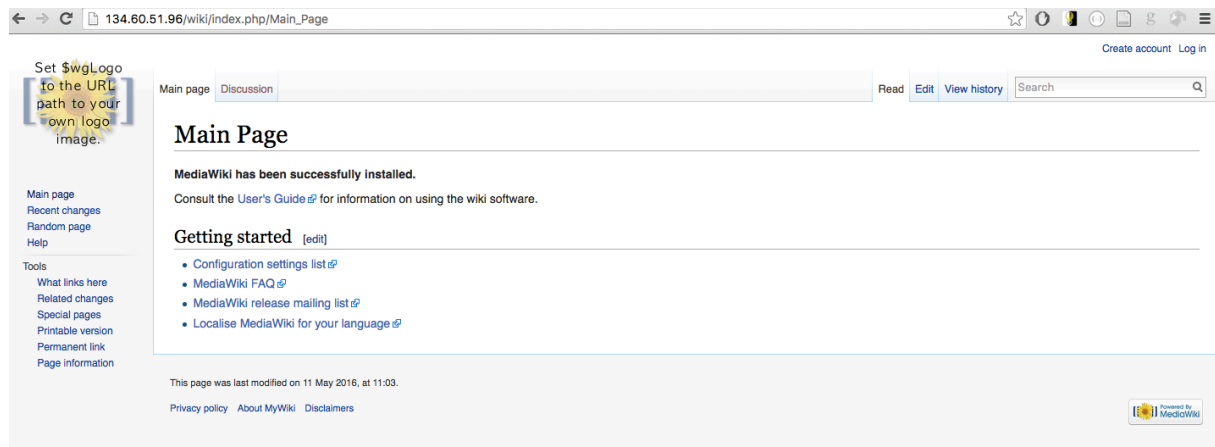 134.60.51.96/wiki/index.php/Main_Page
Create account Log in
Set $wgLogo
to the URL
path to your
own logo
image.
Main page Discussion
Read Edit View history Search
Main Page
MediaWiki has been successfully installed.
Consult the User's Guide for information on using the wiki software.
Getting started [edit]
Configuration settings list
MediaWiki FAQ
MediaWiki release mailing list
Localise MediaWiki for your language
Main page
Recent changes
Random page
Help
Tools
What links here
Related changes
Special pages
Printable version
Permanent link
Page information
This page was last modified on 11 May 2016, at 11:03.
Privacy policy About MyWiki Disclaimers
Powered By
MediaWiki